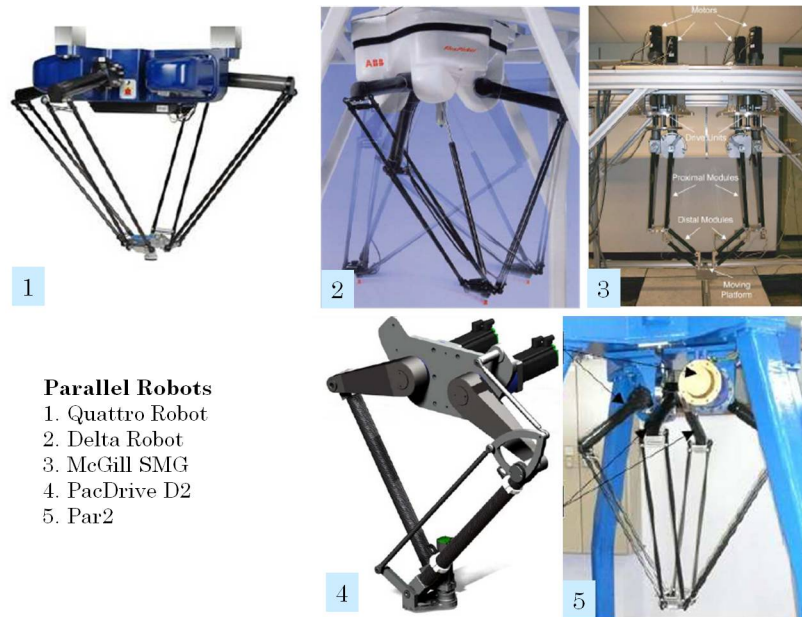 1
ABB
FlexPicker
2
Motors
Drive Units
Proximal Modules
Distal Modules
Moving
Platform
3
Parallel Robots
1. Quattro Robot
2. Delta Robot
3. McGill SMG
4. PacDrive D2
5. Par2
4
5